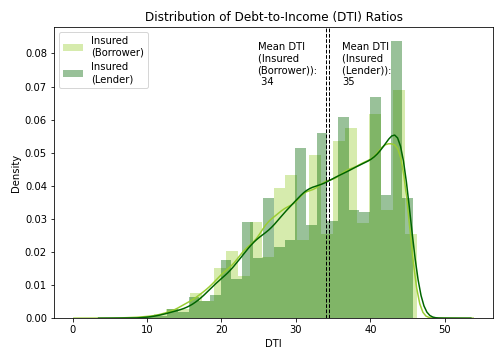 Distribution of Debt-to-Income (DTI) Ratios
Insured
(Borrower)
Insured
(Lender)
Mean DTI
(Insured
(Borrower)):
34
Mean DTI
(Insured
(Lender)):
35
Density
0.08
0.07
0.06
0.05
0.04
0.03
0.02
0.01
0.00
0
10
20
30
40
50
DTI